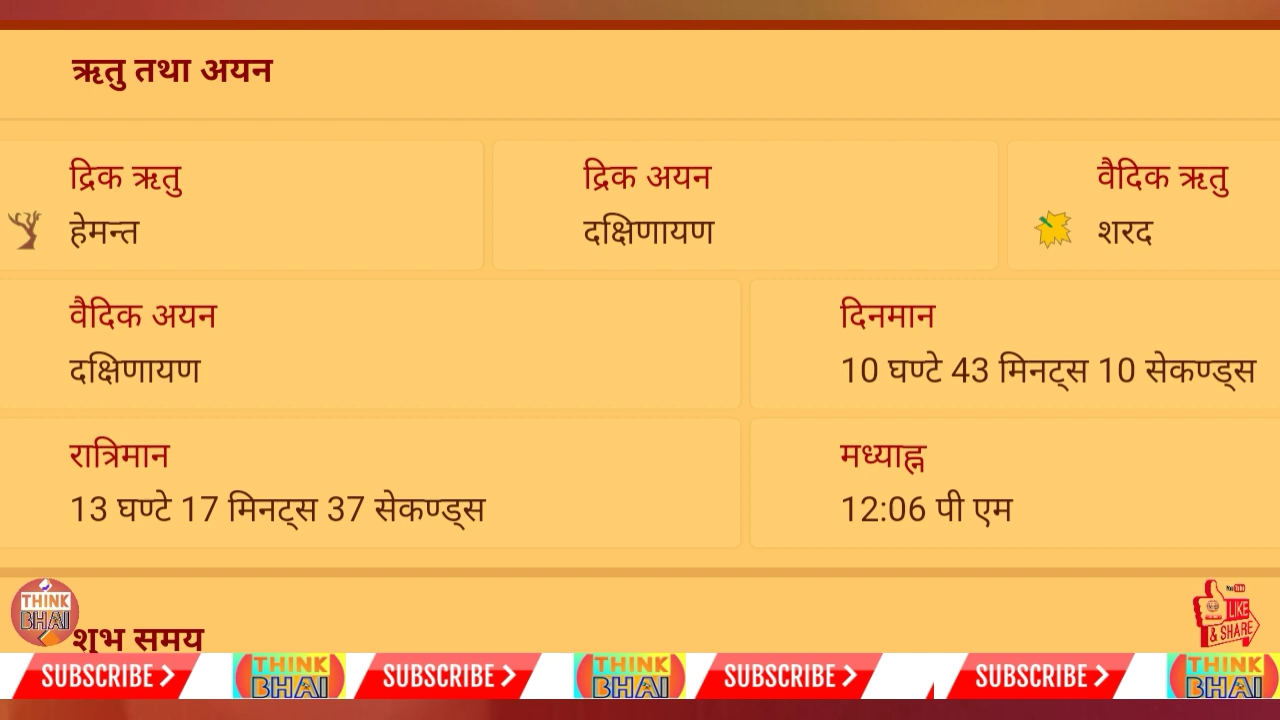 ऋतु तथा अयन
द्रिक ऋतु
हेमन्त
द्रिक अयन
दक्षिणायण
वैदिक ऋतु
शरद
वैदिक अयन
दक्षिणायण
दिनमान
10 घण्टे 43 मिनट्स 10 सेकण्ड्स
रात्रिमान
13 घण्टे 17 मिनट्स 37 सेकण्ड्स
मध्याह्न
12:06 पी एम
THINK
BHAI
शुभ समय
YouTube
LIKE
& SHARE
SUBSCRIBE THINK BHAI SUBSCRIBE THINK BHAI SUBSCRIBE SUBSCRIBE THINK BHAI